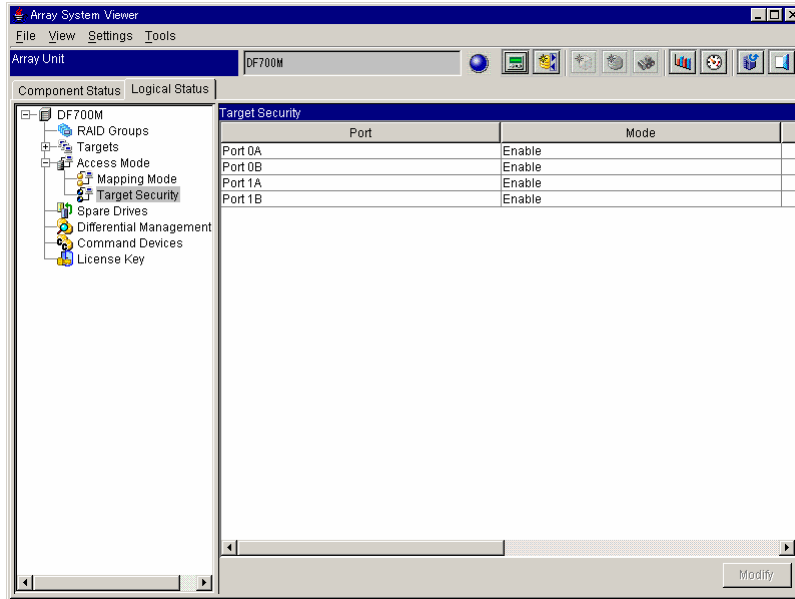 Array System Viewer
File View Settings Tools
Array Unit
DF700M
Component Status Logical Status
DF700M
RAID Groups
Targets
Access Mode
Mapping Mode
Target Security
Spare Drives
Differential Management
Command Devices
License Key
Target Security
Port Mode
Port 0A Enable
Port 0B Enable
Port 1A Enable
Port 1B Enable
Modify